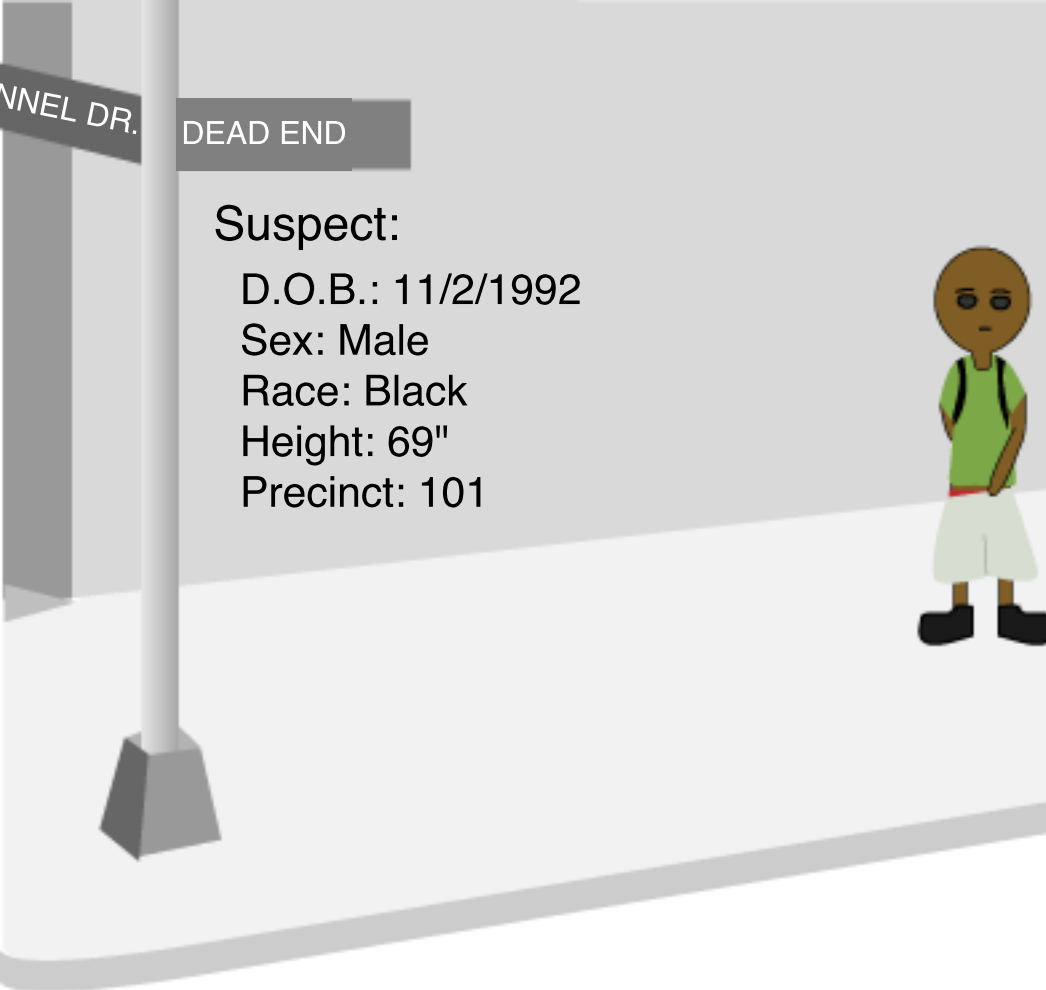 NNEL DR.
DEAD END
Suspect:
D.O.B.: 11/2/1992
Sex: Male
Race: Black
Height: 69"
Precinct: 101